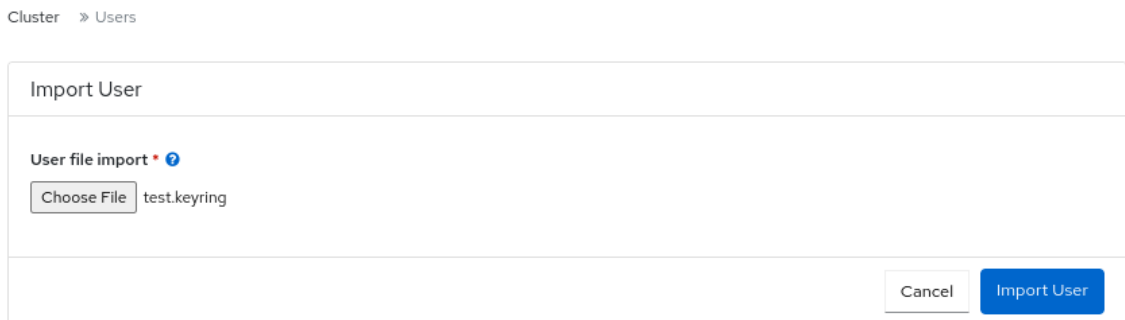 Cluster » Users
Import User
User file import * ?
Choose File test.keyring
Cancel Import User